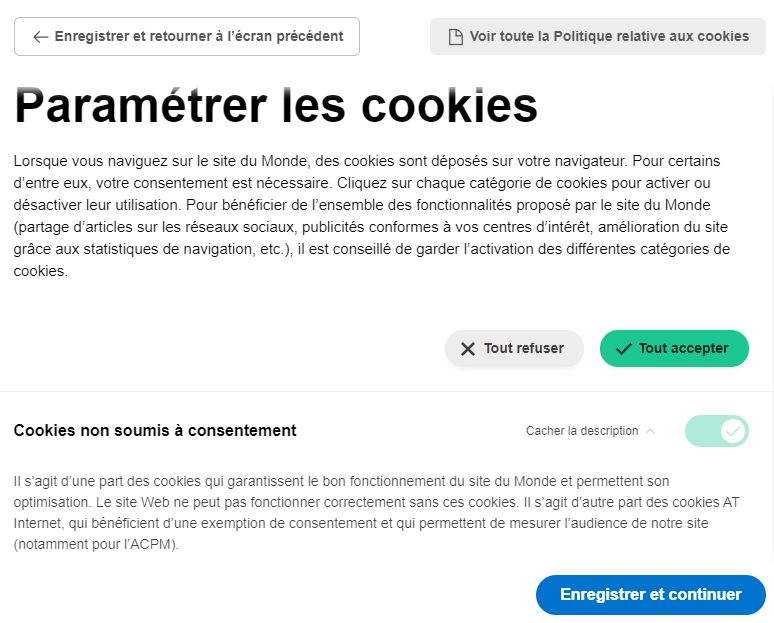 Enregistrer et retourner à l’écran précédent
Voir toute la Politique relative aux cookies
Paramétrer les cookies
Lorsque vous naviguez sur le site du Monde, des cookies sont déposés sur votre navigateur. Pour certains
d’entre eux, votre consentement est nécessaire. Cliquez sur chaque catégorie de cookies pour activer ou
désactiver leur utilisation. Pour bénéficier de l’ensemble des fonctionnalités proposé par le site du Monde
(partage d’articles sur les réseaux sociaux, publicités conformes à vos centres d’intérêt, amélioration du site
grâce aux statistiques de navigation, etc.), il est conseillé de garder l’activation des différentes catégories de
cookies.
Tout refuser
Tout accepter
Cookies non soumis à consentement
Cacher la description
Il s’agit d’une part des cookies qui garantissent le bon fonctionnement du site du Monde et permettent son
optimisation. Le site Web ne peut pas fonctionner correctement sans ces cookies. Il s’agit d’autre part des cookies AT
Internet, qui bénéficient d’une exemption de consentement et qui permettent de mesurer l’audience de notre site
(notamment pour l’ACPM).
Enregistrer et continuer